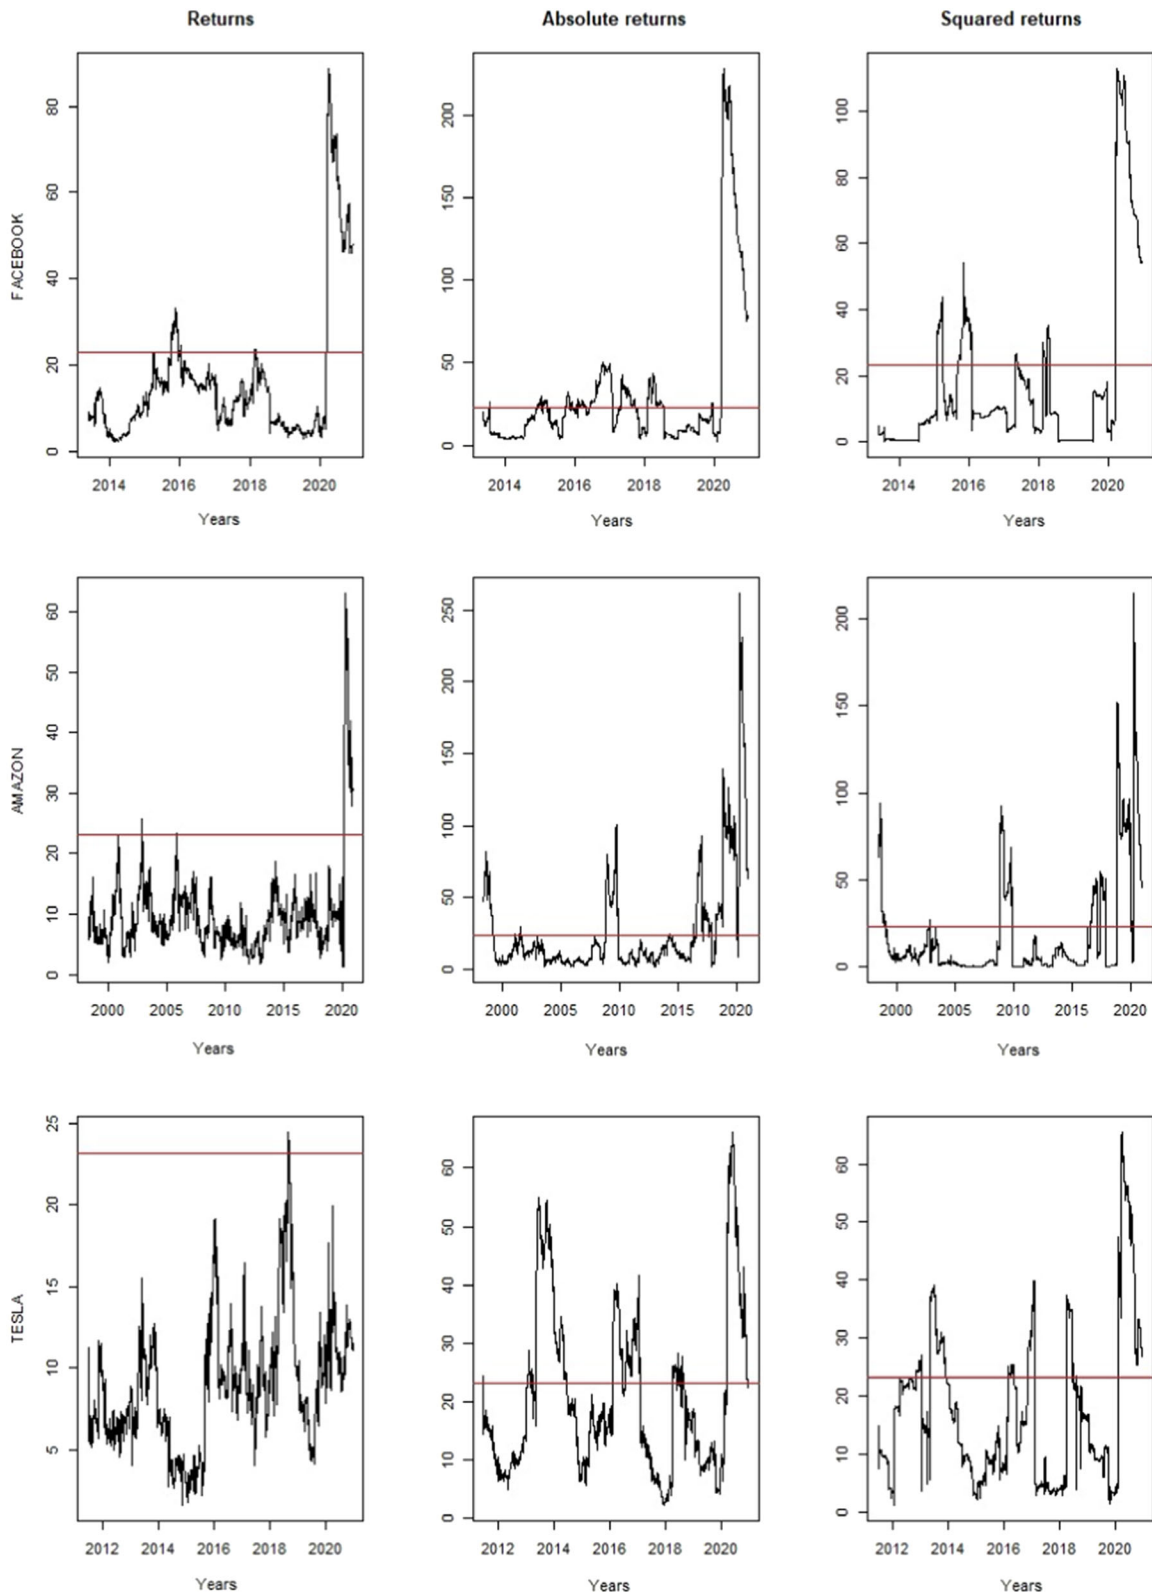 Returns
Absolute returns
Squared returns
FACEBOOK
0 20 40 60 80
2014 2016 2018 2020
Years
0 50 100 150 200
2014 2016 2018 2020
Years
0 20 40 60 80 100
2014 2016 2018 2020
Years
AMAZON
0 10 20 30 40 50 60
2000 2005 2010 2015 2020
Years
0 50 100 150 200 250
2000 2005 2010 2015 2020
Years
0 50 100 150 200
2000 2005 2010 2015 2020
Years
TESLA
5 10 15 20 25
2012 2014 2016 2018 2020
Years
0 10 20 30 40 50 60
2012 2014 2016 2018 2020
Years
0 10 20 30 40 50 60
2012 2014 2016 2018 2020
Years